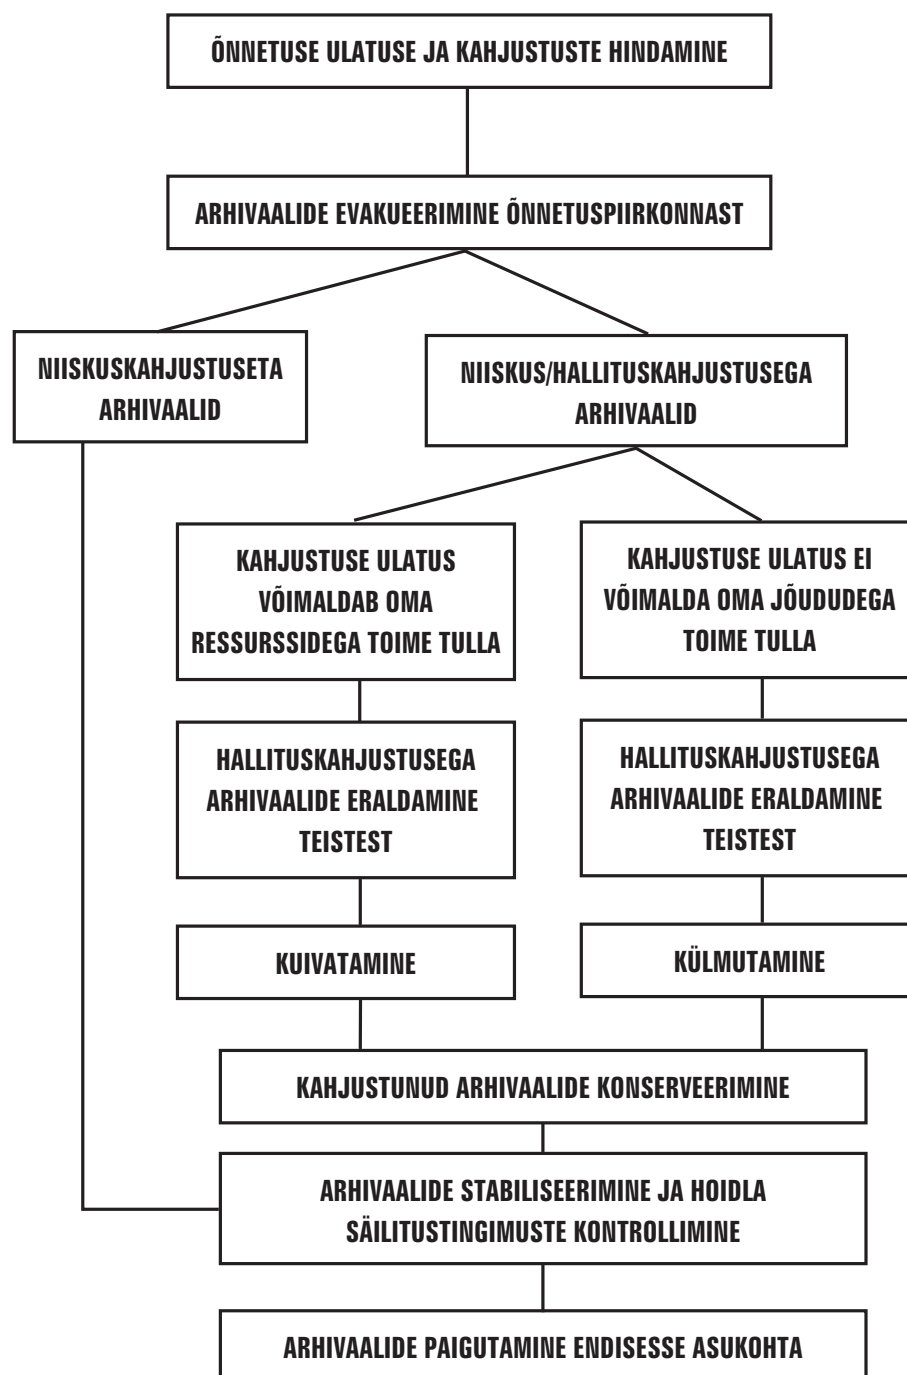 ÕNNETUSE ULATUSE JA KAHJUSTUSTE HINDAMINE
ARHIVAALIDE EVAKUEERIMINE ÕNNETUSPIIRKONNAST
NIISKUSKAHJUSTUSETA
ARHIVAALID
NIISKUS/HALLITUSKAHJUSTUSEGA
ARHIVAALID
KAHJUSTUSE ULATUS
VÕIMALDAB OMA
RESSURSSIDEGA TOIME TULLA
KAHJUSTUSE ULATUS EI
VÕIMALDA OMA JÕUDUDEGA
TOIME TULLA
HALLITUSKAHJUSTUSEGA
ARHIVAALIDE ERALDAMINE
TEISTEST
HALLITUSKAHJUSTUSEGA
ARHIVAALIDE ERALDAMINE
TEISTEST
KUIVATAMINE
KÜLMUTAMINE
KAHJUSTUNUD ARHIVAALIDE KONSERVEERIMINE
ARHIVAALIDE STABILISEERIMINE JA HOIDLA
SÄILITUSTINGIMUSTE KONTROLLIMINE
ARHIVAALIDE PAIGUTAMINE ENDISESSE ASUKOHTA